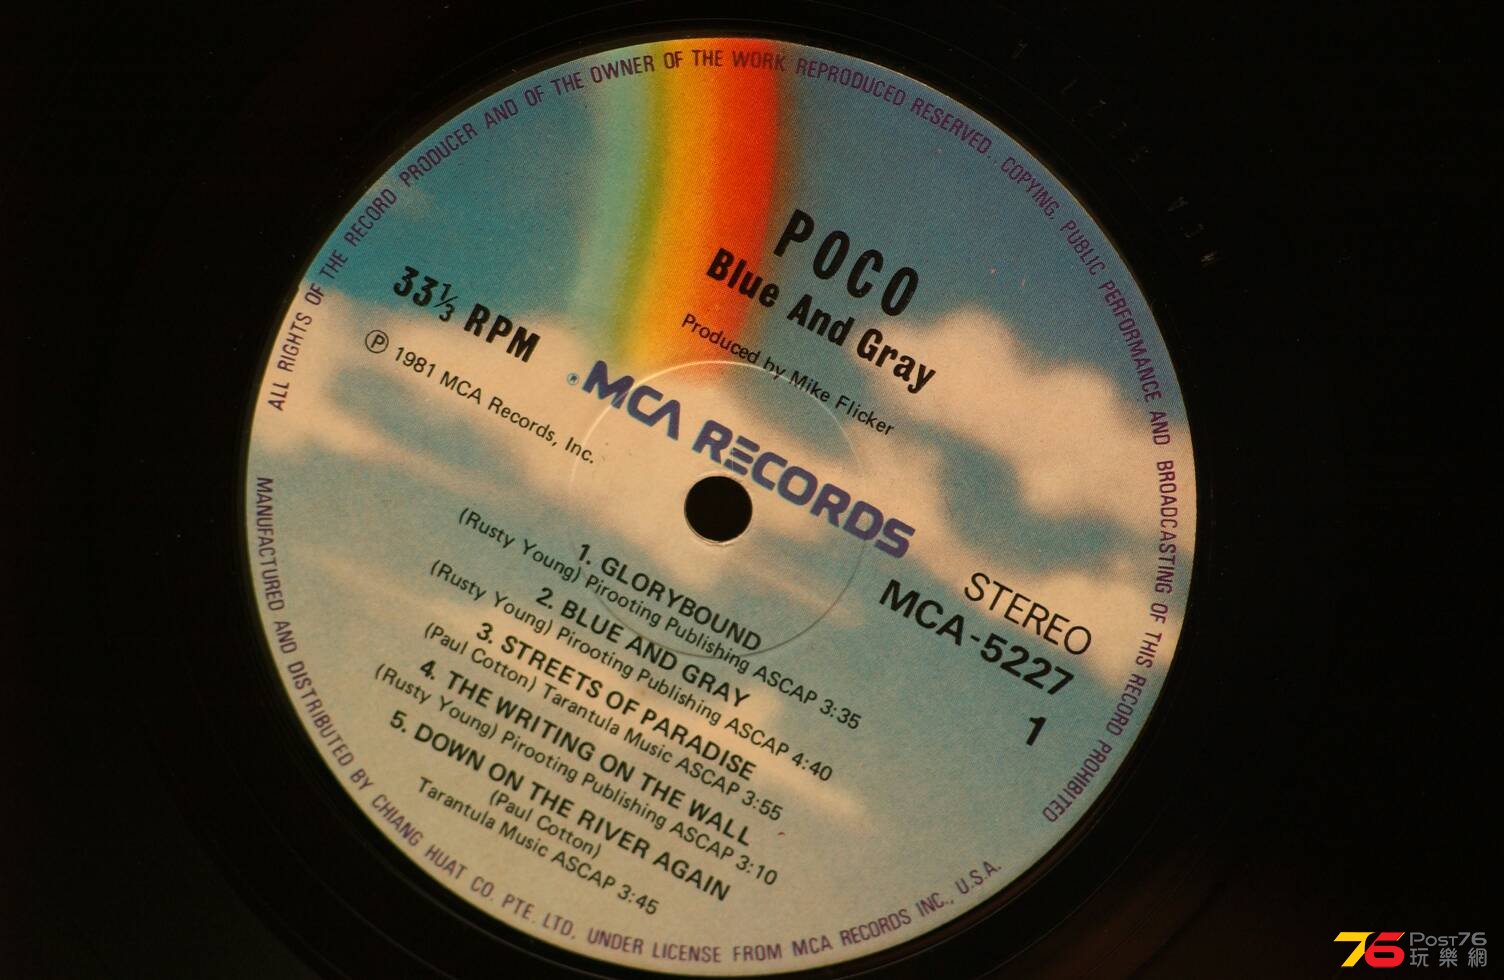 ALL RIGHTS OF THE RECORD PRODUCER AND OF THE OWNER OF THE WORK REPRODUCED RESERVED. COPYING, PUBLIC PERFORMANCE AND BROADCASTING OF THIS RECORD PROHIBITED
POCO
Blue And Gray
Produced by Mike Flicker
33⅓ RPM
Ⓟ 1981 MCA Records, Inc.
MCA RECORDS
STEREO
MCA-5227
1
1. GLORYBOUND
(Rusty Young) Pirooting Publishing ASCAP 3:35
2. BLUE AND GRAY
(Rusty Young) Pirooting Publishing ASCAP 4:40
3. STREETS OF PARADISE
(Paul Cotton) Tarantula Music ASCAP 3:55
4. THE WRITING ON THE WALL
(Rusty Young) Pirooting Publishing ASCAP 3:10
5. DOWN ON THE RIVER AGAIN
(Paul Cotton)
Tarantula Music ASCAP 3:45
MANUFACTURED AND DISTRIBUTED BY CHIANG HUAT CO. PTE. LTD, UNDER LICENSE FROM MCA RECORDS INC., U.S.A.
76 Post76
玩樂網